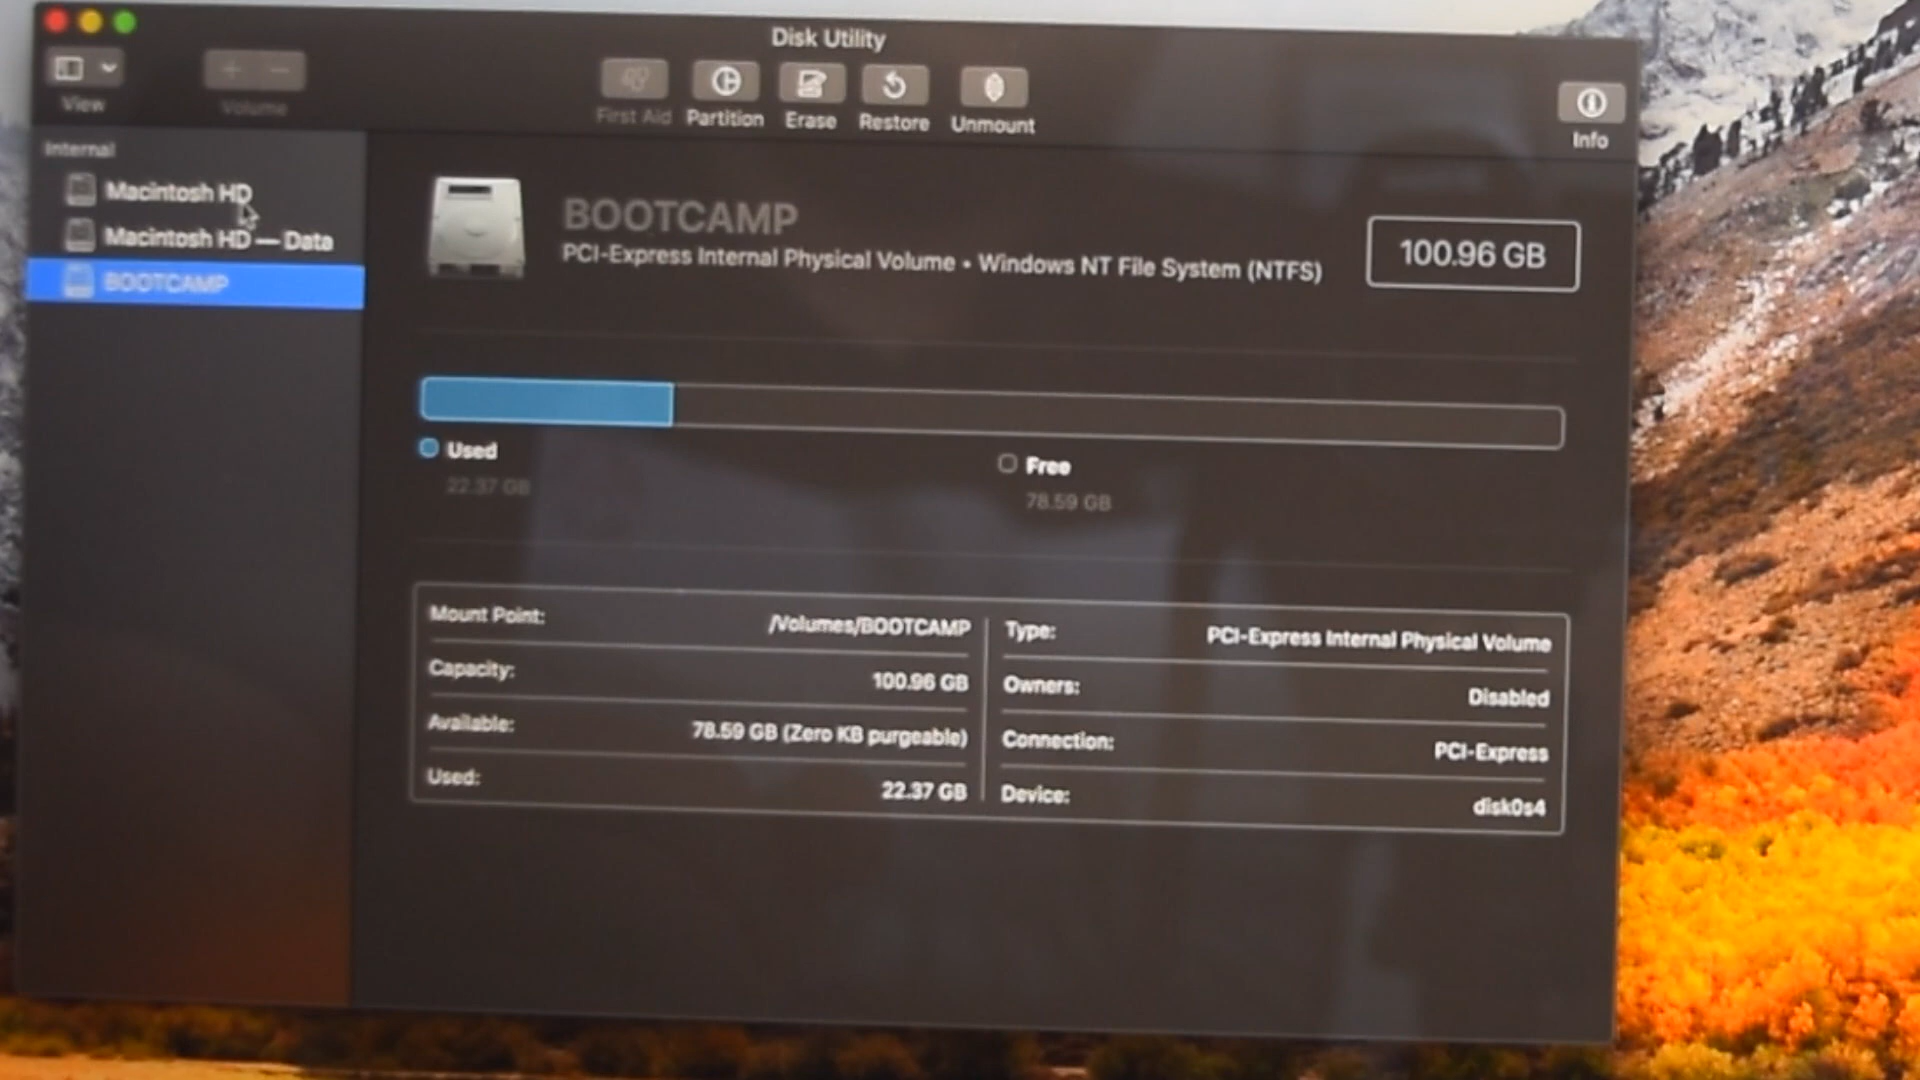 Disk Utility
View
Volume
First Aid
Partition
Erase
Restore
Unmount
Info
Internal
Macintosh HD
Macintosh HD — Data
BOOTCAMP
BOOTCAMP
PCI-Express Internal Physical Volume • Windows NT File System (NTFS)
100.96 GB
Used
22.37 GB
Free
78.59 GB
Mount Point: /Volumes/BOOTCAMP
Capacity: 100.96 GB
Available: 78.59 GB (Zero KB purgeable)
Used: 22.37 GB
Type: PCI-Express Internal Physical Volume
Owners: Disabled
Connection: PCI-Express
Device: disk0s4